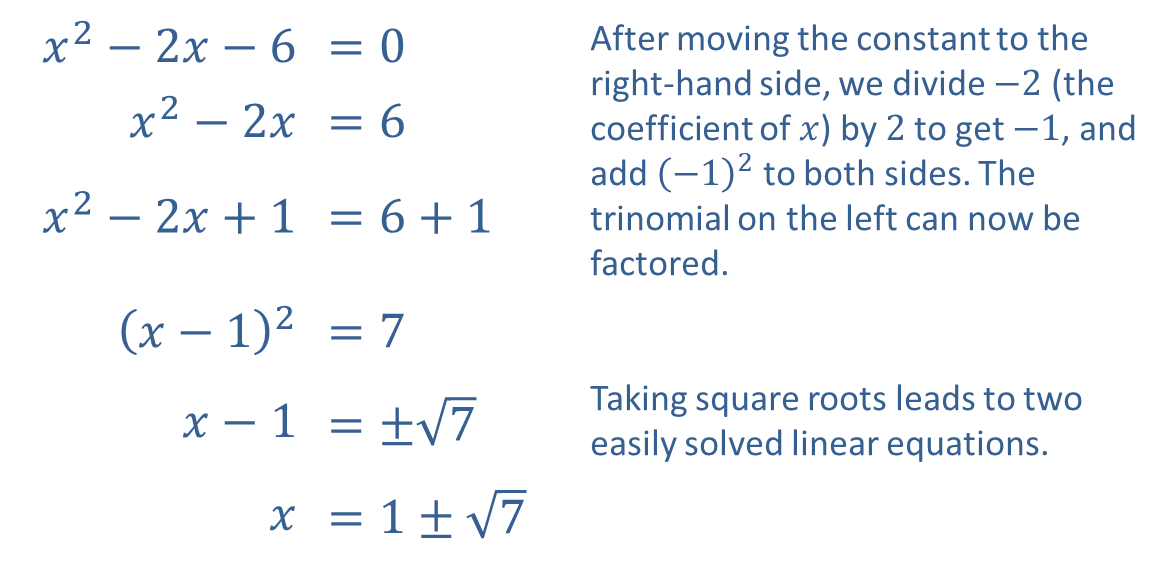 x² − 2x − 6 = 0
x² − 2x = 6
x² − 2x + 1 = 6 + 1
(x − 1)² = 7
x − 1 = ±√7
x = 1 ± √7
After moving the constant to the
right-hand side, we divide −2 (the
coefficient of x) by 2 to get −1, and
add (−1)² to both sides. The
trinomial on the left can now be
factored.
Taking square roots leads to two
easily solved linear equations.